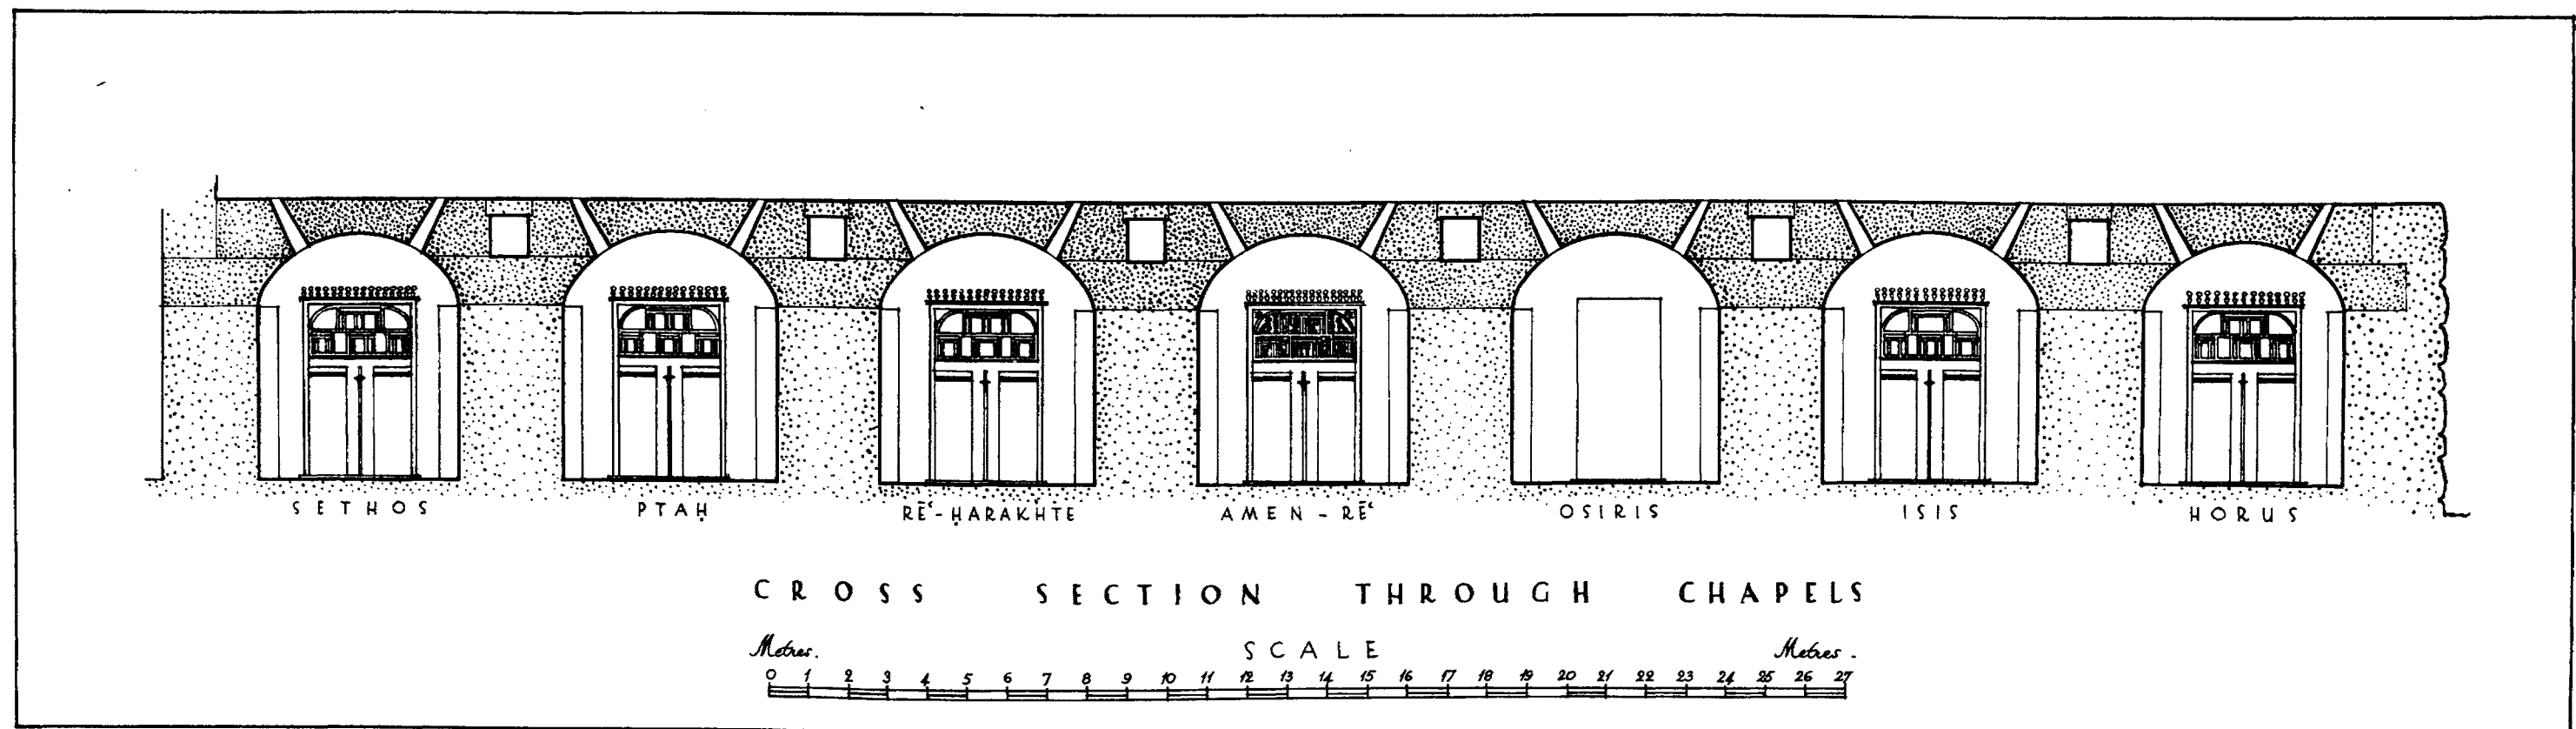 SETHOS PTAḤ RĒꜤ-ḤARAKHTE AMEN-RĒꜤ OSIRIS ISIS HORUS
CROSS SECTION THROUGH CHAPELS
Metres. SCALE Metres.
0 1 2 3 4 5 6 7 8 9 10 11 12 13 14 15 16 17 18 19 20 21 22 23 24 25 26 27